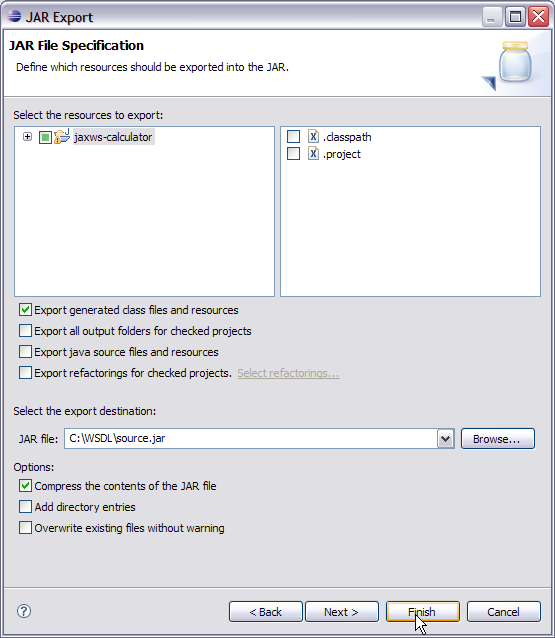 JAR Export
JAR File Specification
Define which resources should be exported into the JAR.
Select the resources to export:
jaxws-calculator
.classpath
.project
Export generated class files and resources
Export all output folders for checked projects
Export java source files and resources
Export refactorings for checked projects. Select refactorings...
Select the export destination:
JAR file: C:\WSDL\source.jar Browse...
Options:
Compress the contents of the JAR file
Add directory entries
Overwrite existing files without warning
< Back Next > Finish Cancel